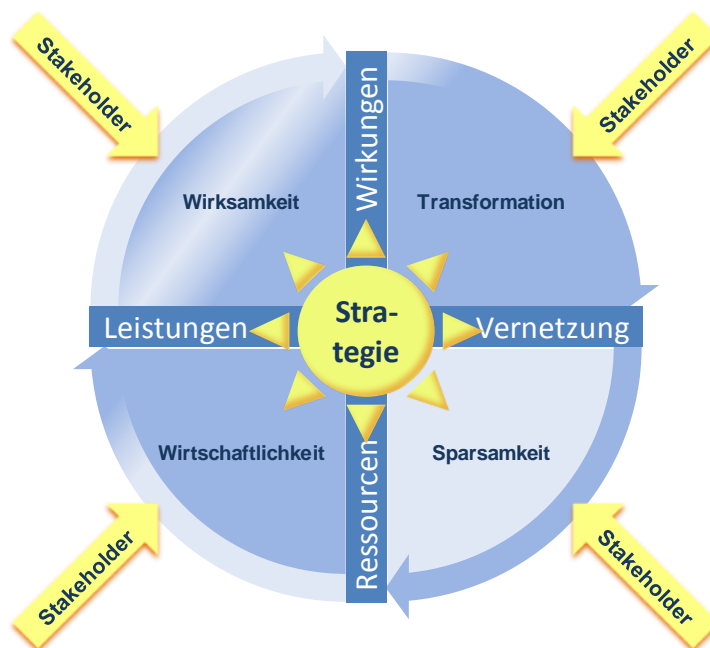 Stakeholder
Stakeholder
Wirkungen
Wirksamkeit
Transformation
Leistungen
Stra-
tegie
Vernetzung
Wirtschaftlichkeit
Sparsamkeit
Ressourcen
Stakeholder
Stakeholder